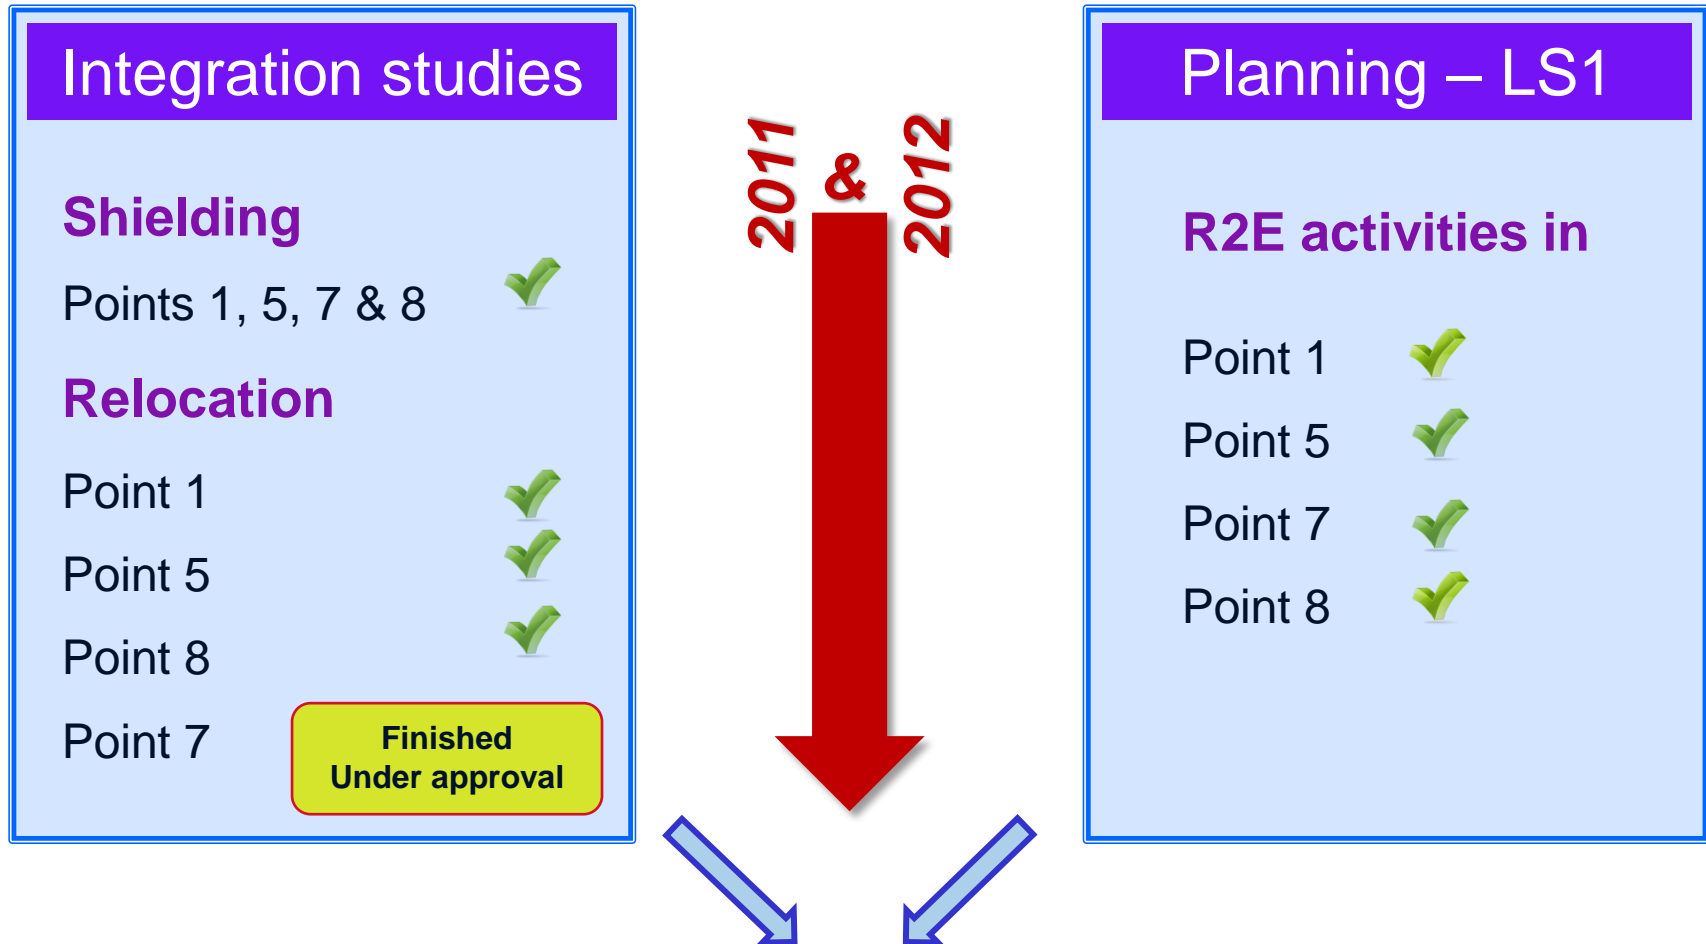 Integration studies
Shielding
Points 1, 5, 7 & 8
Relocation
Point 1
Point 5
Point 8
Point 7
Finished
Under approval
2011
&
2012
Planning – LS1
R2E activities in
Point 1
Point 5
Point 7
Point 8